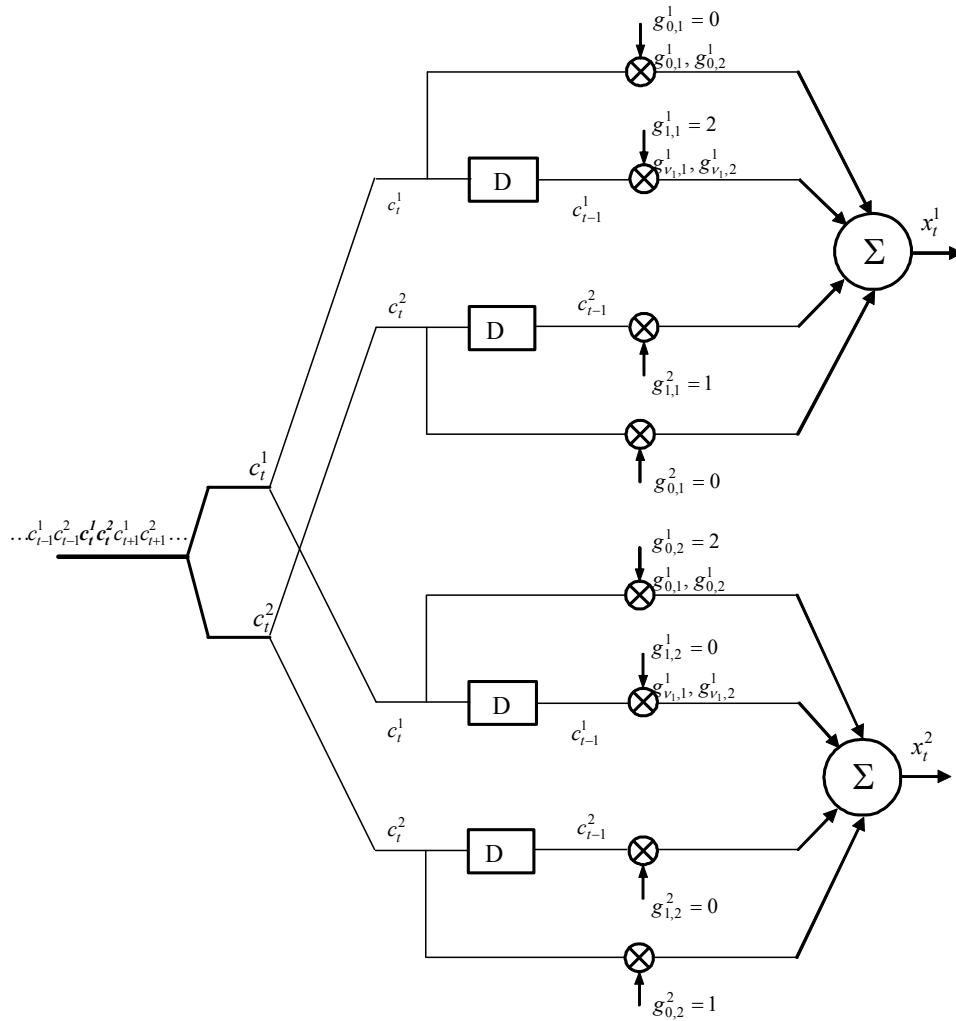 g^1_{0,1} = 0
g^1_{0,1}, g^1_{0,2}
g^1_{1,1} = 2
g^1_{ν_1,1}, g^1_{ν_1,2}
D
c^1_t
c^1_{t-1}
x^1_t
Σ
c^2_t
c^2_{t-1}
D
g^2_{1,1} = 1
c^1_t
g^2_{0,1} = 0
...c^1_{t-1}c^2_{t-1}c^1_tc^2_tc^1_{t+1}c^2_{t+1}...
g^1_{0,2} = 2
g^1_{0,1}, g^1_{0,2}
c^2_t
g^1_{1,2} = 0
g^1_{ν_1,1}, g^1_{ν_1,2}
D
c^1_t
c^1_{t-1}
x^2_t
Σ
c^2_t
c^2_{t-1}
D
g^2_{1,2} = 0
g^2_{0,2} = 1